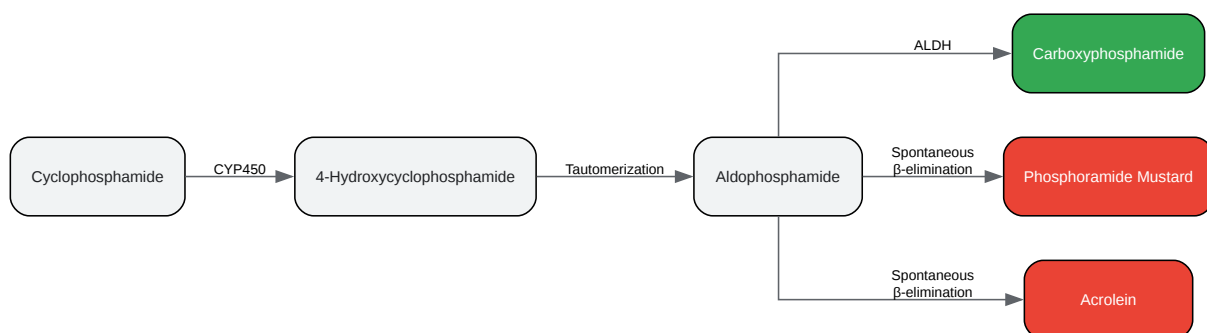 ALDH
Carboxyphosphamide
Cyclophosphamide
CYP450
4-Hydroxycyclophosphamide
Tautomerization
Aldophosphamide
Spontaneous
β-elimination
Phosphoramide Mustard
Spontaneous
β-elimination
Acrolein